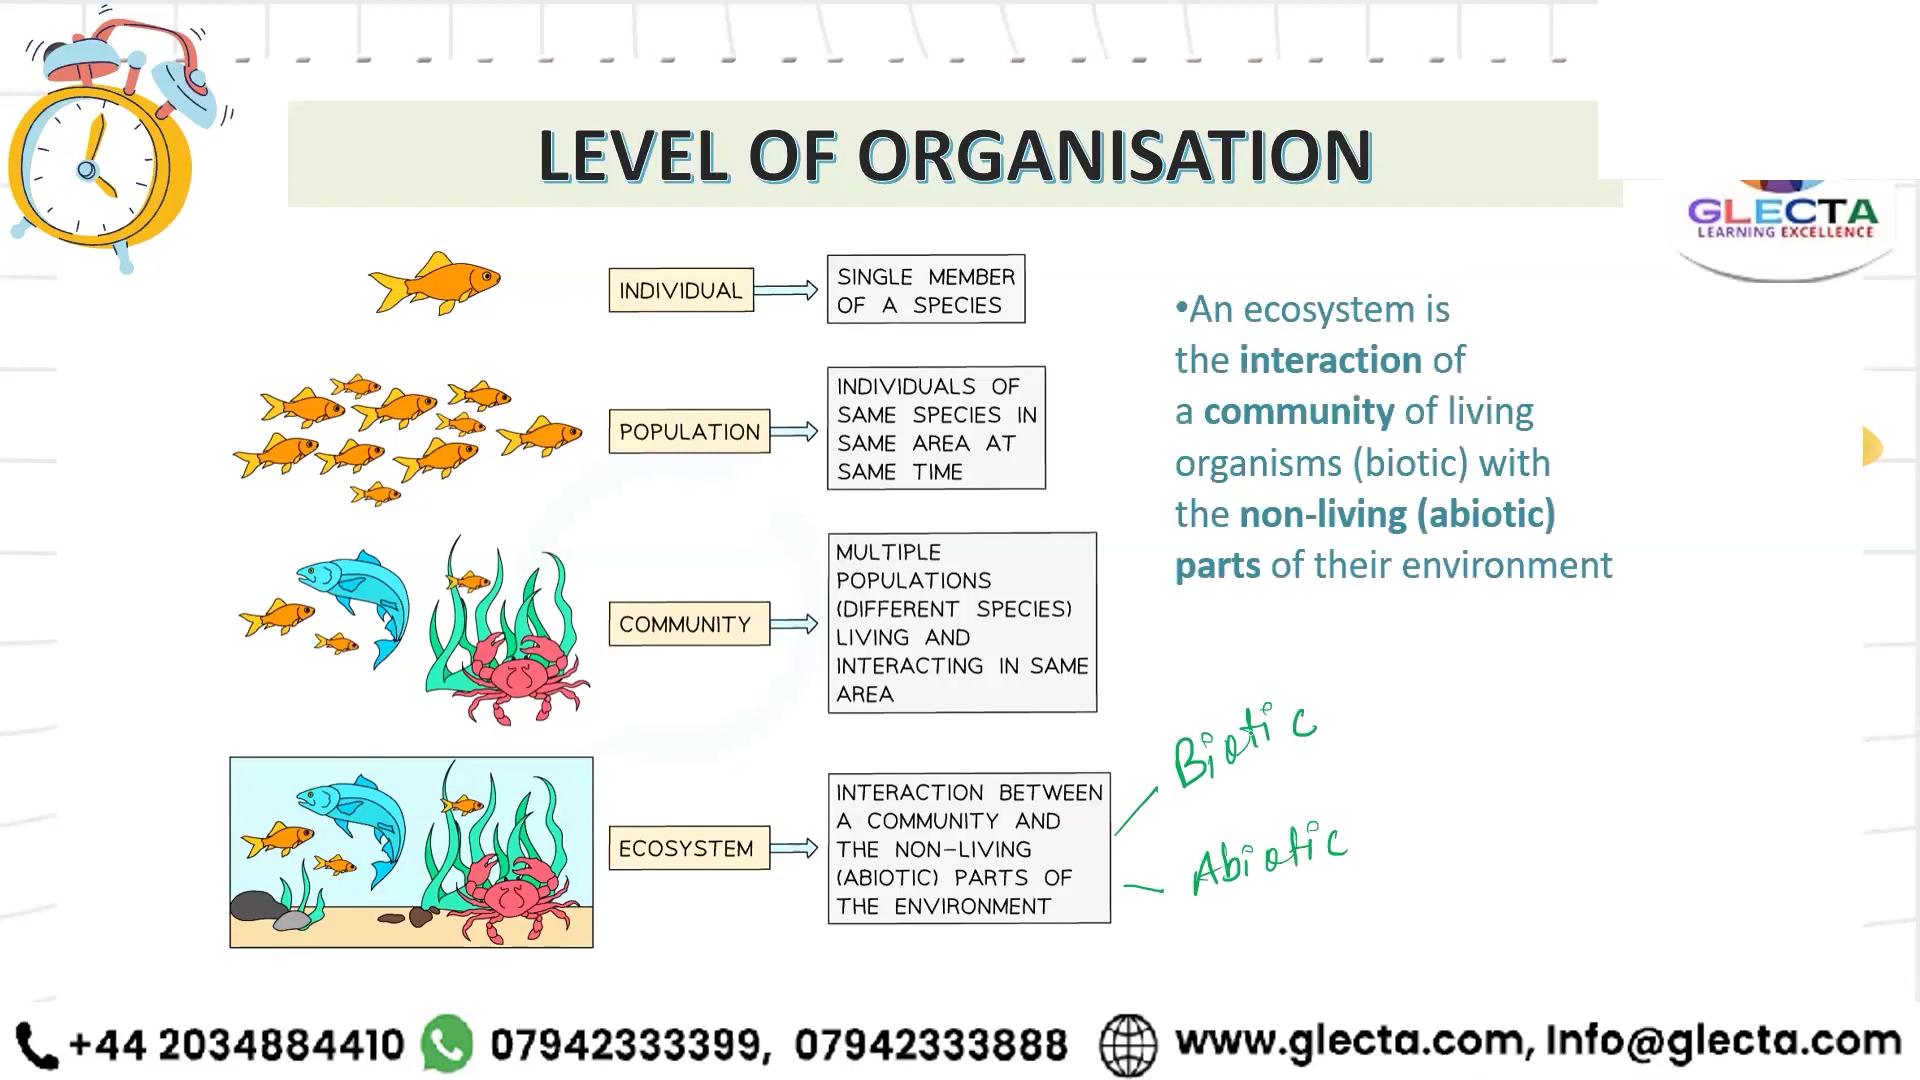 LEVEL OF ORGANISATION
GLECTA
LEARNING EXCELLENCE
INDIVIDUAL
SINGLE MEMBER
OF A SPECIES
POPULATION
INDIVIDUALS OF
SAME SPECIES IN
SAME AREA AT
SAME TIME
COMMUNITY
MULTIPLE
POPULATIONS
(DIFFERENT SPECIES)
LIVING AND
INTERACTING IN SAME
AREA
ECOSYSTEM
INTERACTION BETWEEN
A COMMUNITY AND
THE NON-LIVING
(ABIOTIC) PARTS OF
THE ENVIRONMENT
•An ecosystem is
the interaction of
a community of living
organisms (biotic) with
the non-living (abiotic)
parts of their environment
Biotic
Abiotic
+44 2034884410 07942333399, 07942333888 www.glecta.com, Info@glecta.com